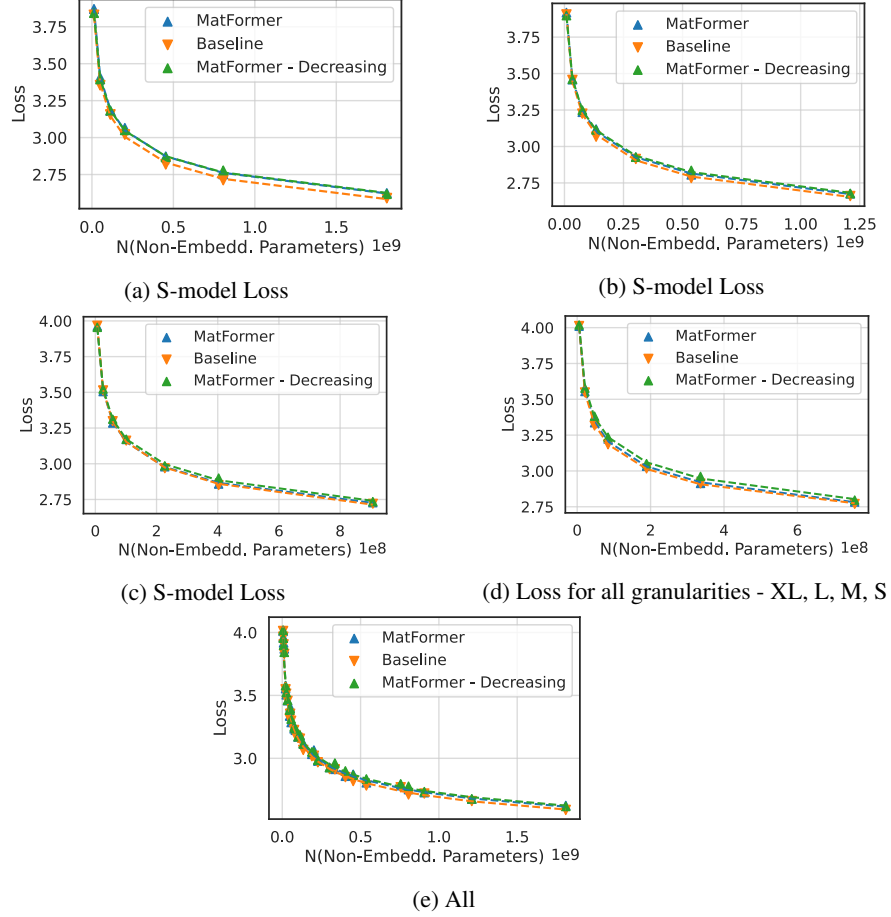 3.75
3.50
3.25
3.00
2.75
Loss
MatFormer
Baseline
MatFormer - Decreasing
0.0 0.5 1.0 1.5
N(Non-Embedd. Parameters) 1e9
(a) S-model Loss
3.75
3.50
3.25
3.00
2.75
Loss
MatFormer
Baseline
MatFormer - Decreasing
0.00 0.25 0.50 0.75 1.00 1.25
N(Non-Embedd. Parameters) 1e9
(b) S-model Loss
4.00
3.75
3.50
3.25
3.00
2.75
Loss
MatFormer
Baseline
MatFormer - Decreasing
0 2 4 6 8
N(Non-Embedd. Parameters) 1e8
(c) S-model Loss
4.00
3.75
3.50
3.25
3.00
2.75
Loss
MatFormer
Baseline
MatFormer - Decreasing
0 2 4 6
N(Non-Embedd. Parameters) 1e8
(d) Loss for all granularities - XL, L, M, S
4.0
3.5
3.0
Loss
MatFormer
Baseline
MatFormer - Decreasing
0.0 0.5 1.0 1.5
N(Non-Embedd. Parameters) 1e9
(e) All